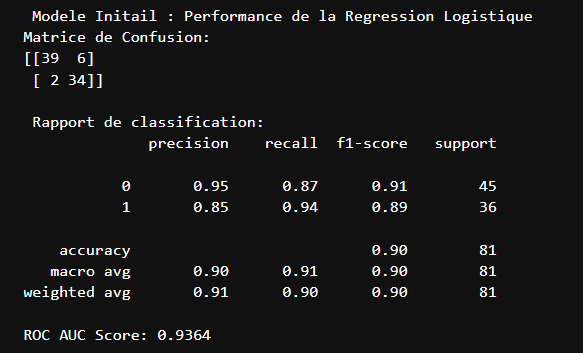 Modele Initail : Performance de la Regression Logistique
Matrice de Confusion:
[[39  6]
 [ 2 34]]
Rapport de classification:
precision    recall  f1-score   support
0       0.95      0.87      0.91        45
1       0.85      0.94      0.89        36
accuracy                           0.90        81
macro avg       0.90      0.91      0.90        81
weighted avg       0.91      0.90      0.90        81
ROC AUC Score: 0.9364